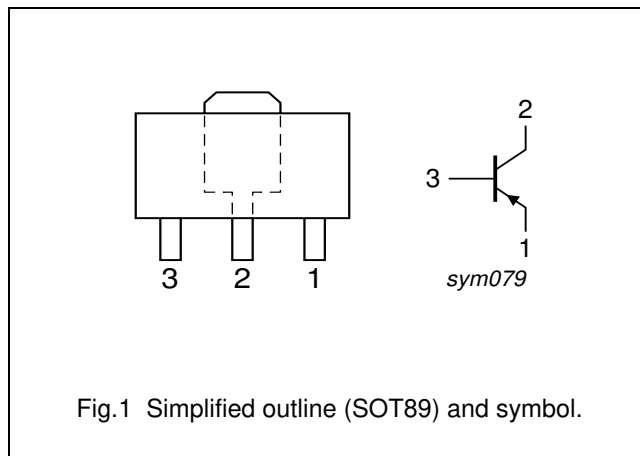 2
3
1
sym079
3 2 1
Fig.1 Simplified outline (SOT89) and symbol.